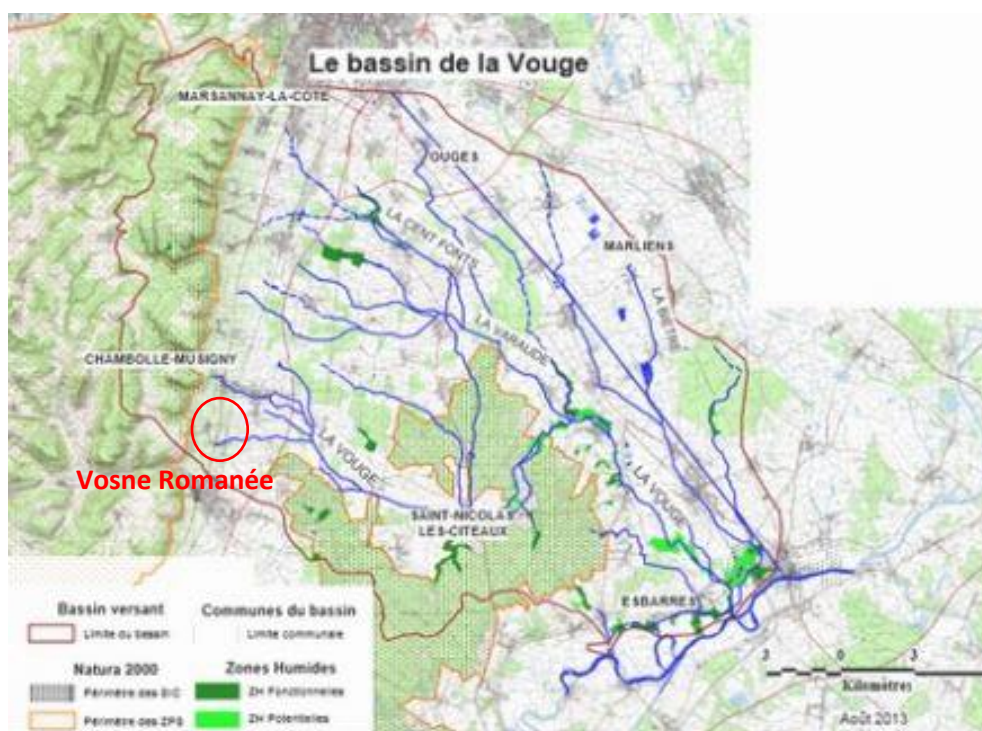 Le bassin de la Vouge
MARSANNAY-LA-COTE
OUGES
LA CENT FONTS
MARLIENS
LA BIETRE
LA VARAUDE
CHAMBOLLE-MUSIGNY
Vosne Romanée
LA VOUGE
LA VOUGE
SAINT-NICOLAS
LES-CITEAUX
ESBARRES
Bassin versant
Limite du bassin
Communes du bassin
Limite communale
Natura 2000
Périmètre des SIC
Périmètre des ZPS
Zones Humides
ZH Fonctionnelles
ZH Potentielles
3 0 3
Kilomètres
Août 2013